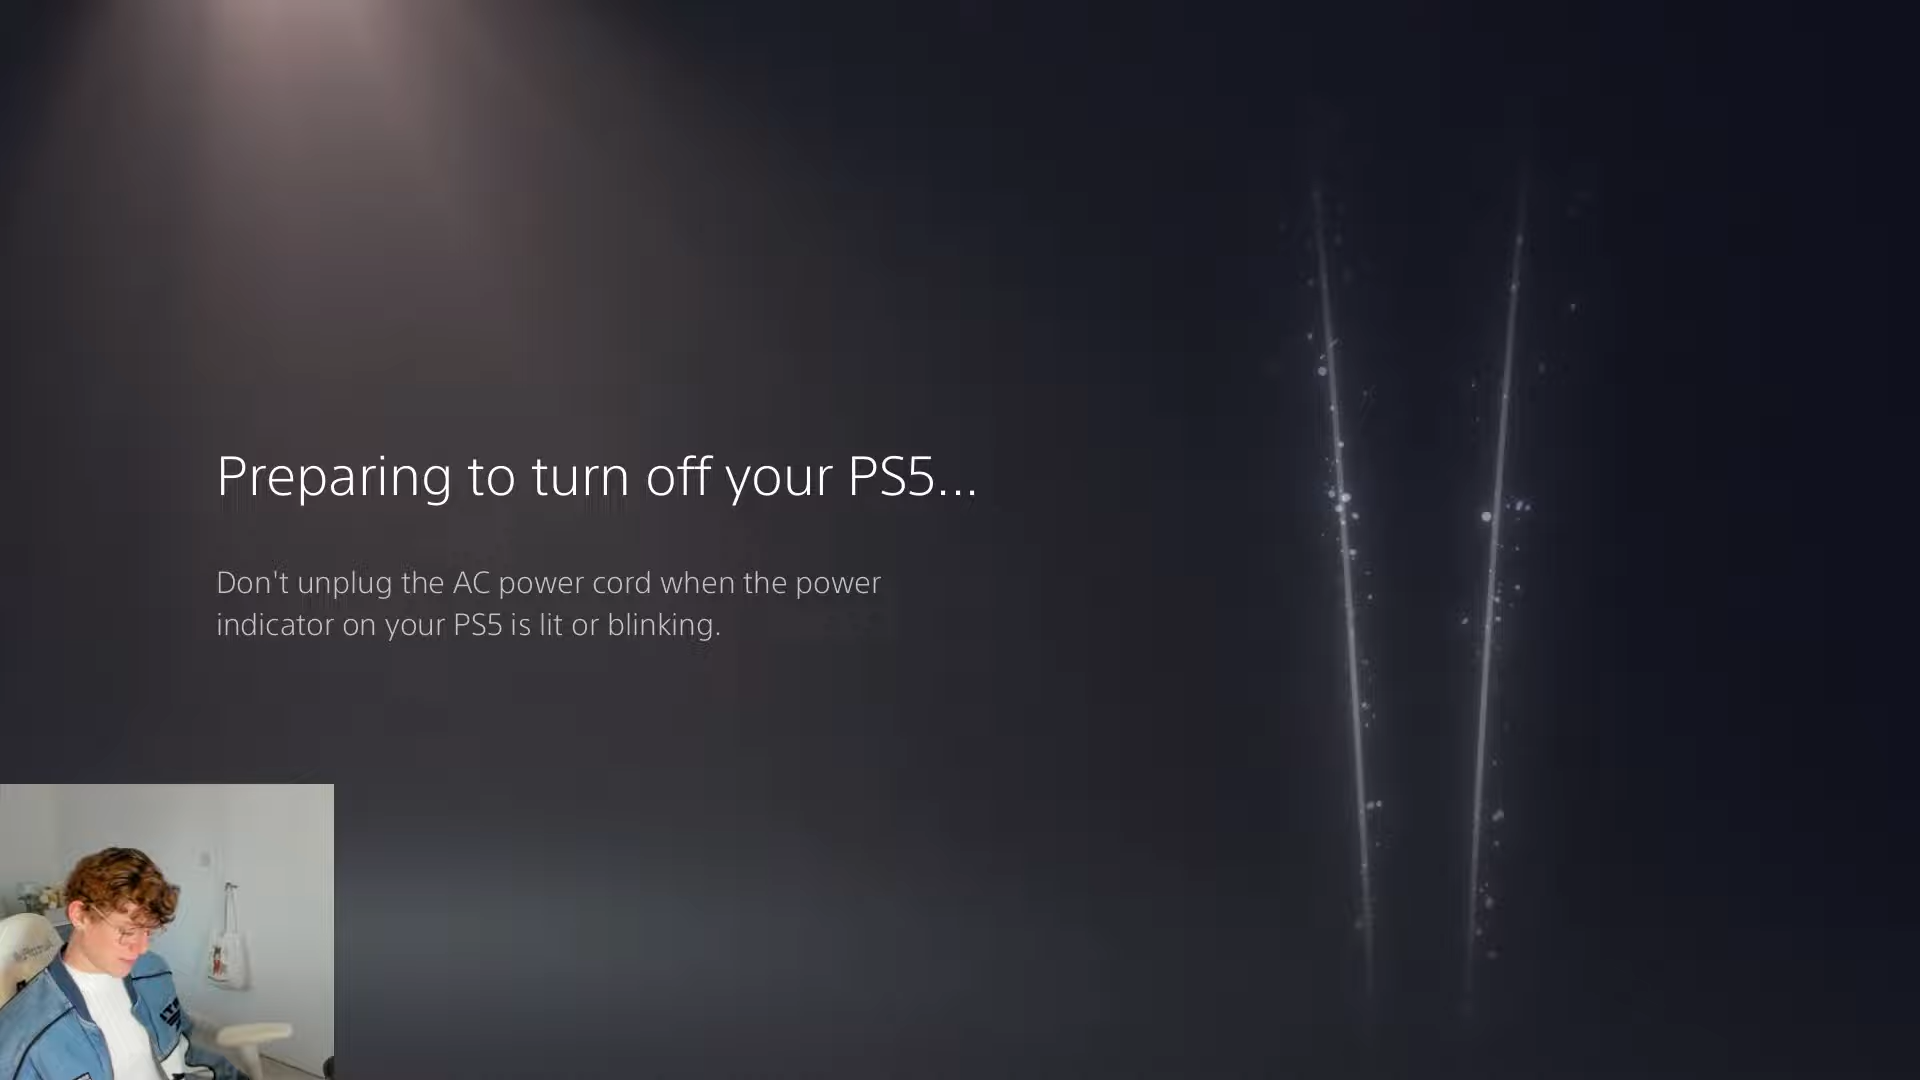 Preparing to turn off your PS5...
Don't unplug the AC power cord when the power
indicator on your PS5 is lit or blinking.